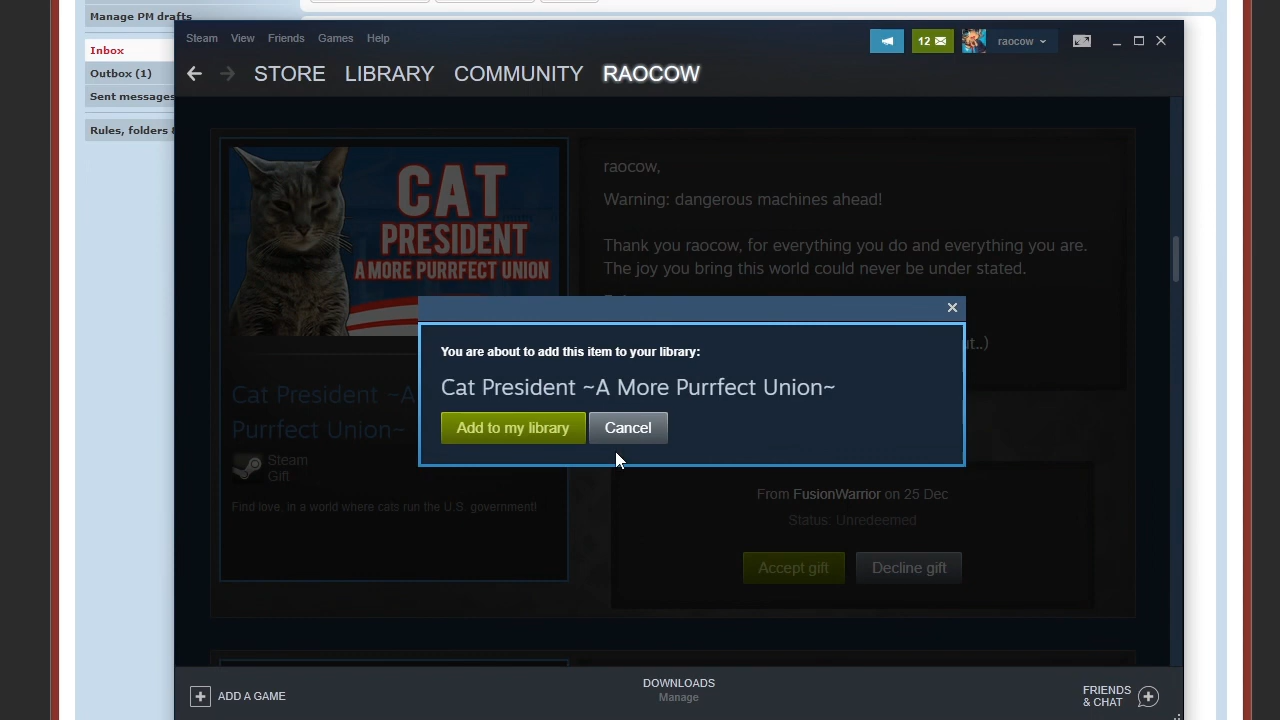 Manage PM drafts
Inbox
Outbox (1)
Sent messages
Rules, folders &
Steam View Friends Games Help
12
raocow
STORE LIBRARY COMMUNITY RAOCOW
CAT
PRESIDENT
A MORE PURRFECT UNION
raocow,
Warning: dangerous machines ahead!
Thank you raocow, for everything you do and everything you are.
The joy you bring this world could never be under stated.
t..)
You are about to add this item to your library:
Cat President ~A More Purrfect Union~
Add to my library Cancel
Cat President ~A
Purrfect Union~
Steam
Gift
Find love, in a world where cats run the U.S. government!
From FusionWarrior on 25 Dec
Status: Unredeemed
Accept gift Decline gift
ADD A GAME
DOWNLOADS
Manage
FRIENDS
& CHAT